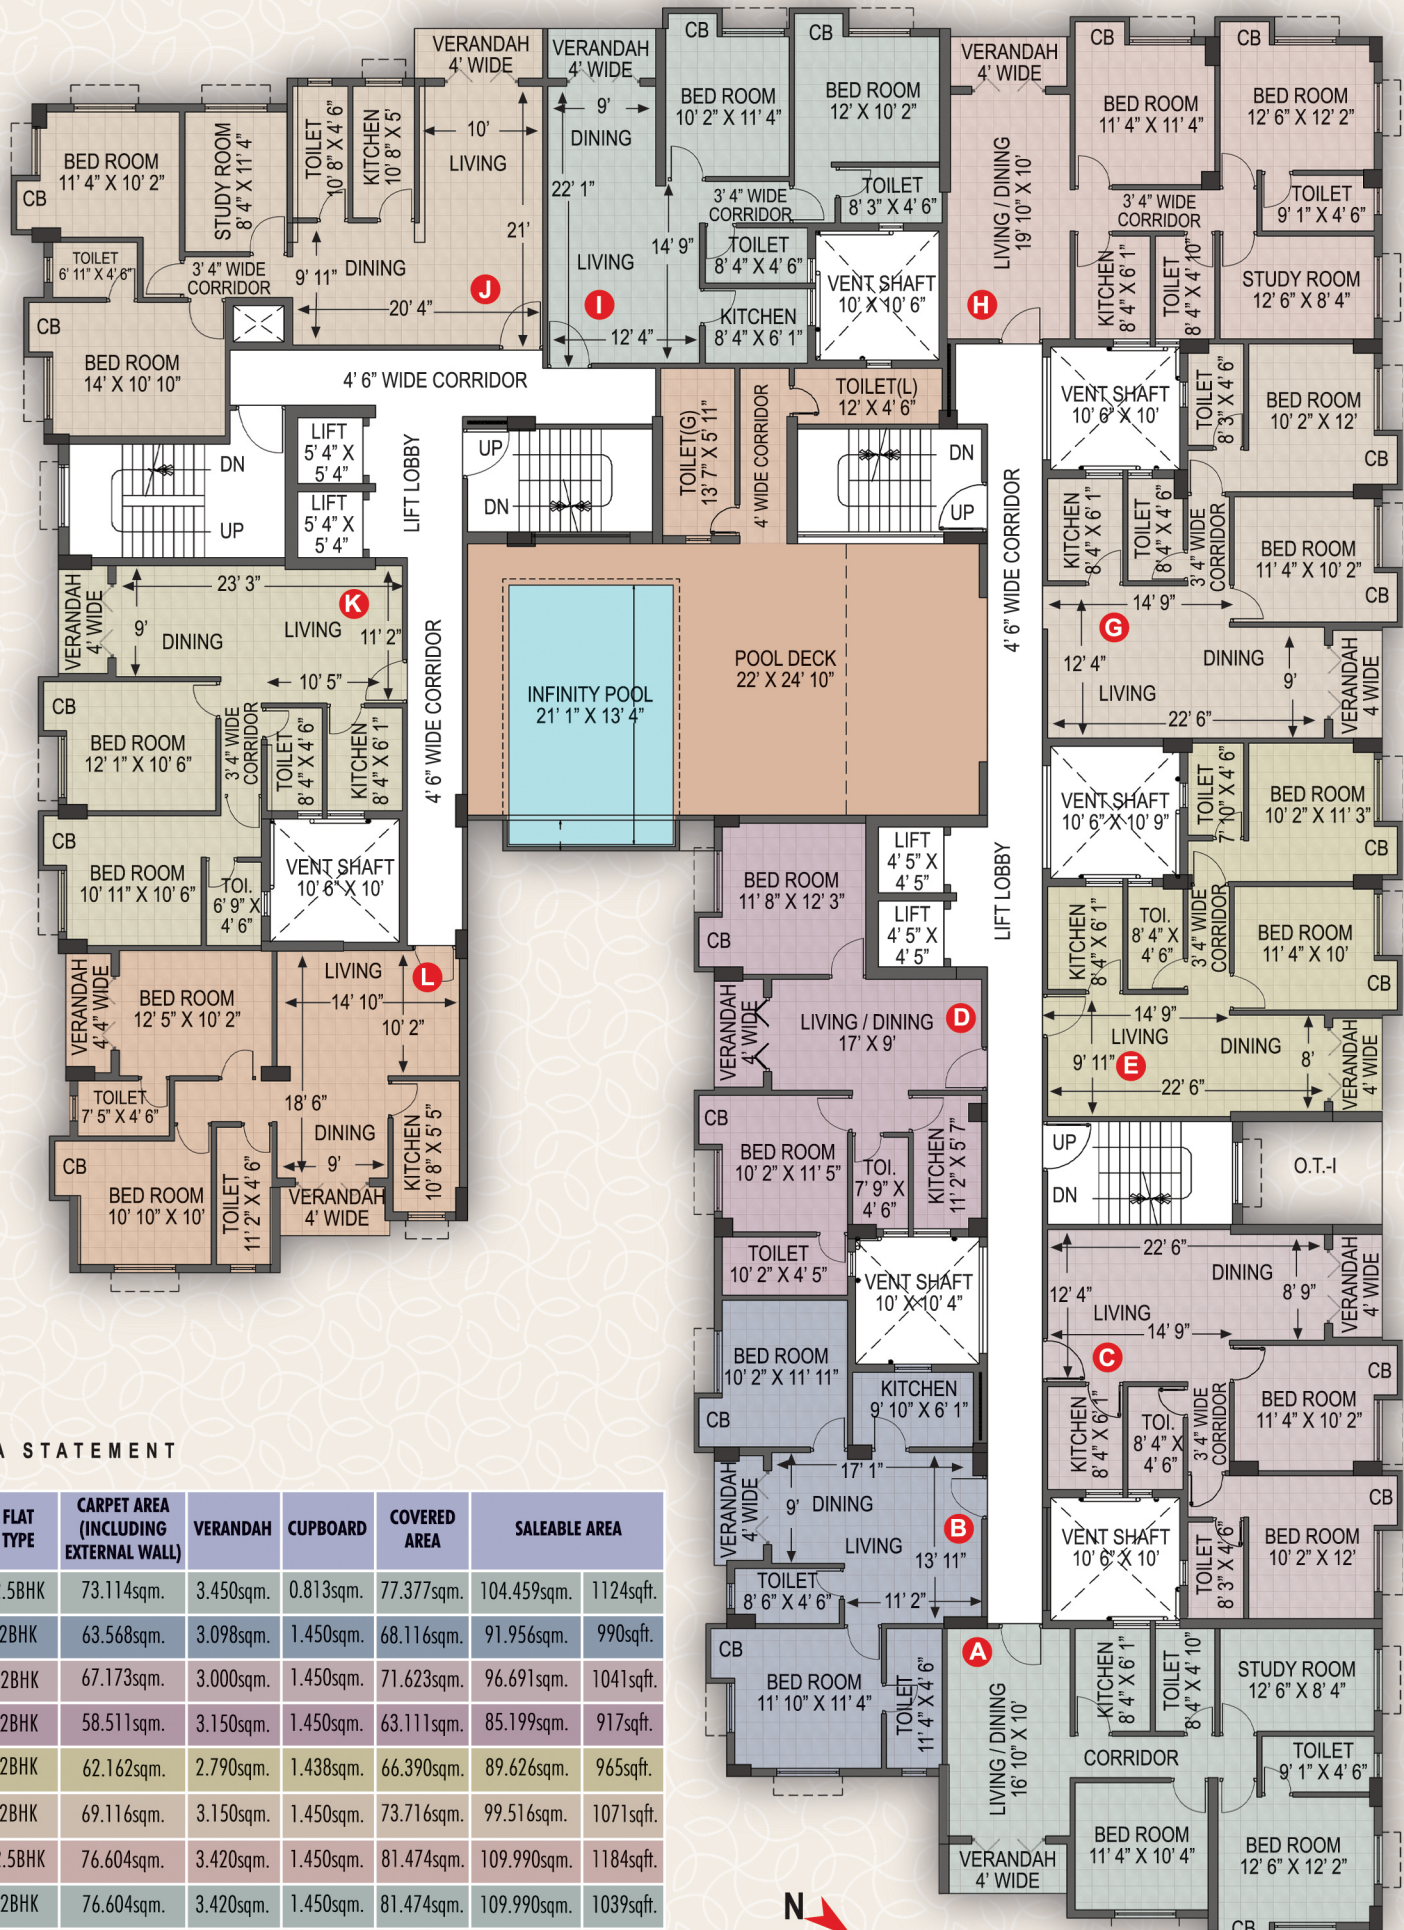 VERANDAH
4' WIDE
VERANDAH
4' WIDE
CB
BED ROOM
10' 2" X 11' 4"
CB
BED ROOM
12' X 10' 2"
VERANDAH
4' WIDE
CB
BED ROOM
11' 4" X 11' 4"
CB
BED ROOM
12' 6" X 12' 2"
BED ROOM
11' 4" X 10' 2"
CB
STUDY ROOM
8' 4" X 11' 4"
TOILET
10' 8" X 4' 6"
KITCHEN
10' 8" X 5'
10'
LIVING
21'
9'
DINING
22' 1"
LIVING
14' 9"
12' 4"
I
3' 4" WIDE
CORRIDOR
TOILET
8' 3" X 4' 6"
TOILET
8' 4" X 4' 6"
KITCHEN
8' 4" X 6' 1"
VENT SHAFT
10' X 10' 6"
LIVING / DINING
19' 10" X 10'
H
3' 4" WIDE
CORRIDOR
TOILET
9' 1" X 4' 6"
KITCHEN
8' 4" X 6' 1"
TOILET
8' 4" X 4' 10"
STUDY ROOM
12' 6" X 8' 4"
TOILET
6' 11" X 4' 6"
3' 4" WIDE
CORRIDOR
9' 11"
DINING
20' 4"
J
CB
BED ROOM
14' X 10' 10"
4' 6" WIDE CORRIDOR
LIFT
5' 4" X
5' 4"
LIFT
5' 4" X
5' 4"
LIFT LOBBY
DN
UP
UP
DN
TOILET(G)
13' 7" X 5' 11"
4' WIDE CORRIDOR
TOILET(L)
12' X 4' 6"
DN
UP
4' 6" WIDE CORRIDOR
VENT SHAFT
10' 6" X 10'
TOILET
8' 3" X 4' 6"
BED ROOM
10' 2" X 12'
CB
KITCHEN
8' 4" X 6' 1"
TOILET
8' 4" X 4' 6"
3' 4" WIDE
CORRIDOR
BED ROOM
11' 4" X 10' 2"
CB
14' 9"
G
12' 4"
LIVING
DINING
9'
22' 6"
VERANDAH
4 WIDE
VERANDAH
4' WIDE
23' 3"
9'
DINING
LIVING
K
11' 2"
10' 5"
CB
BED ROOM
12' 1" X 10' 6"
3' 4" WIDE
CORRIDOR
TOILET
8' 4" X 4' 6"
KITCHEN
8' 4" X 6' 1"
4' 6" WIDE CORRIDOR
INFINITY POOL
21' 1" X 13' 4"
POOL DECK
22' X 24' 10"
VENT SHAFT
10' 6" X 10' 9"
TOILET
7' 10" X 4' 6"
BED ROOM
10' 2" X 11' 3"
CB
CB
BED ROOM
10' 11" X 10' 6"
TOI.
6' 9" X
4' 6"
VENT SHAFT
10' 6" X 10'
BED ROOM
11' 8" X 12' 3"
CB
LIFT
4' 5" X
4' 5"
LIFT
4' 5" X
4' 5"
LIFT LOBBY
KITCHEN
8' 4" X 6' 1"
TOI.
8' 4" X
4' 6"
3' 4" WIDE
CORRIDOR
BED ROOM
11' 4" X 10'
CB
VERANDAH
4' 4" WIDE
BED ROOM
12' 5" X 10' 2"
LIVING
14' 10"
L
10' 2"
VERANDAH
4' WIDE
LIVING / DINING
17' X 9'
D
14' 9"
LIVING
9' 11"
E
DINING
8'
22' 6"
VERANDAH
4' WIDE
TOILET
7' 5" X 4' 6"
18' 6"
DINING
9'
KITCHEN
10' 8" X 5' 5"
CB
BED ROOM
10' 10" X 10'
TOILET
11' 2" X 4' 6"
VERANDAH
4' WIDE
CB
BED ROOM
10' 2" X 11' 5"
TOI.
7' 9" X
4' 6"
KITCHEN
11' 2" X 5' 7"
UP
DN
O.T.-I
TOILET
10' 2" X 4' 5"
VENT SHAFT
10' X 10' 4"
22' 6"
12' 4"
DINING
8' 9"
LIVING
14' 9"
C
VERANDAH
4' WIDE
BED ROOM
10' 2" X 11' 11"
CB
KITCHEN
9' 10" X 6' 1"
KITCHEN
8' 4" X 6' 1"
TOI.
8' 4" X
4' 6"
3' 4" WIDE
CORRIDOR
CB
BED ROOM
11' 4" X 10' 2"
CB
VERANDAH
4' WIDE
17' 1"
9'
DINING
LIVING
B
13' 11"
11' 2"
TOILET
8' 6" X 4' 6"
VENT SHAFT
10' 6" X 10'
TOILET
8' 3" X 4' 6"
BED ROOM
10' 2" X 12'
CB
BED ROOM
11' 10" X 11' 4"
TOILET
11' 4" X 4' 6"
A
LIVING / DINING
16' 10" X 10'
KITCHEN
8' 4" X 6' 1"
TOILET
8' 4" X 4' 10"
STUDY ROOM
12' 6" X 8' 4"
CORRIDOR
TOILET
9' 1" X 4' 6"
VERANDAH
4' WIDE
BED ROOM
11' 4" X 10' 4"
BED ROOM
12' 6" X 12' 2"
CB
N
A STATEMENT
FLAT TYPE CARPET AREA (INCLUDING EXTERNAL WALL) VERANDAH CUPBOARD COVERED AREA SALEABLE AREA
.5BHK 73.114sqm. 3.450sqm. 0.813sqm. 77.377sqm. 104.459sqm. 1124sqft.
2BHK 63.568sqm. 3.098sqm. 1.450sqm. 68.116sqm. 91.956sqm. 990sqft.
2BHK 67.173sqm. 3.000sqm. 1.450sqm. 71.623sqm. 96.691sqm. 1041sqft.
2BHK 58.511sqm. 3.150sqm. 1.450sqm. 63.111sqm. 85.199sqm. 917sqft.
2BHK 62.162sqm. 2.790sqm. 1.438sqm. 66.390sqm. 89.626sqm. 965sqft.
2BHK 69.116sqm. 3.150sqm. 1.450sqm. 73.716sqm. 99.516sqm. 1071sqft.
.5BHK 76.604sqm. 3.420sqm. 1.450sqm. 81.474sqm. 109.990sqm. 1184sqft.
2BHK 76.604sqm. 3.420sqm. 1.450sqm. 81.474sqm. 109.990sqm. 1039sqft.